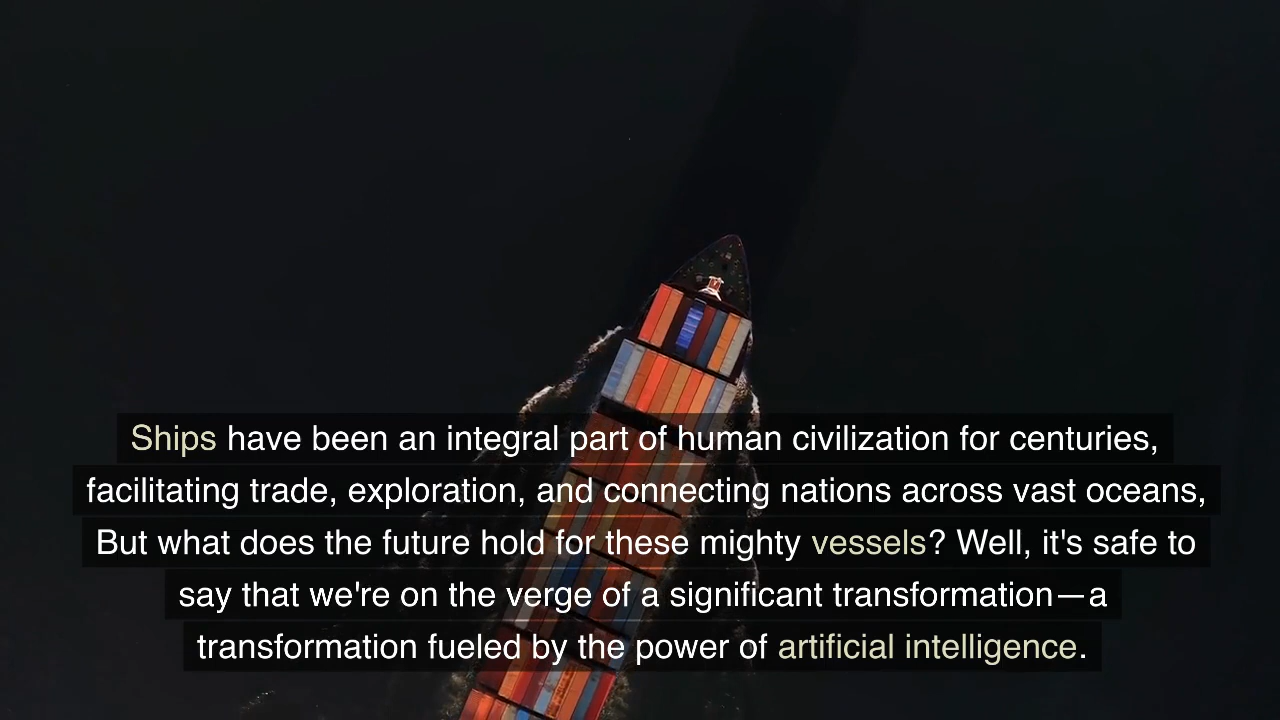 Ships have been an integral part of human civilization for centuries,
facilitating trade, exploration, and connecting nations across vast oceans,
But what does the future hold for these mighty vessels? Well, it's safe to
say that we're on the verge of a significant transformation—a
transformation fueled by the power of artificial intelligence.